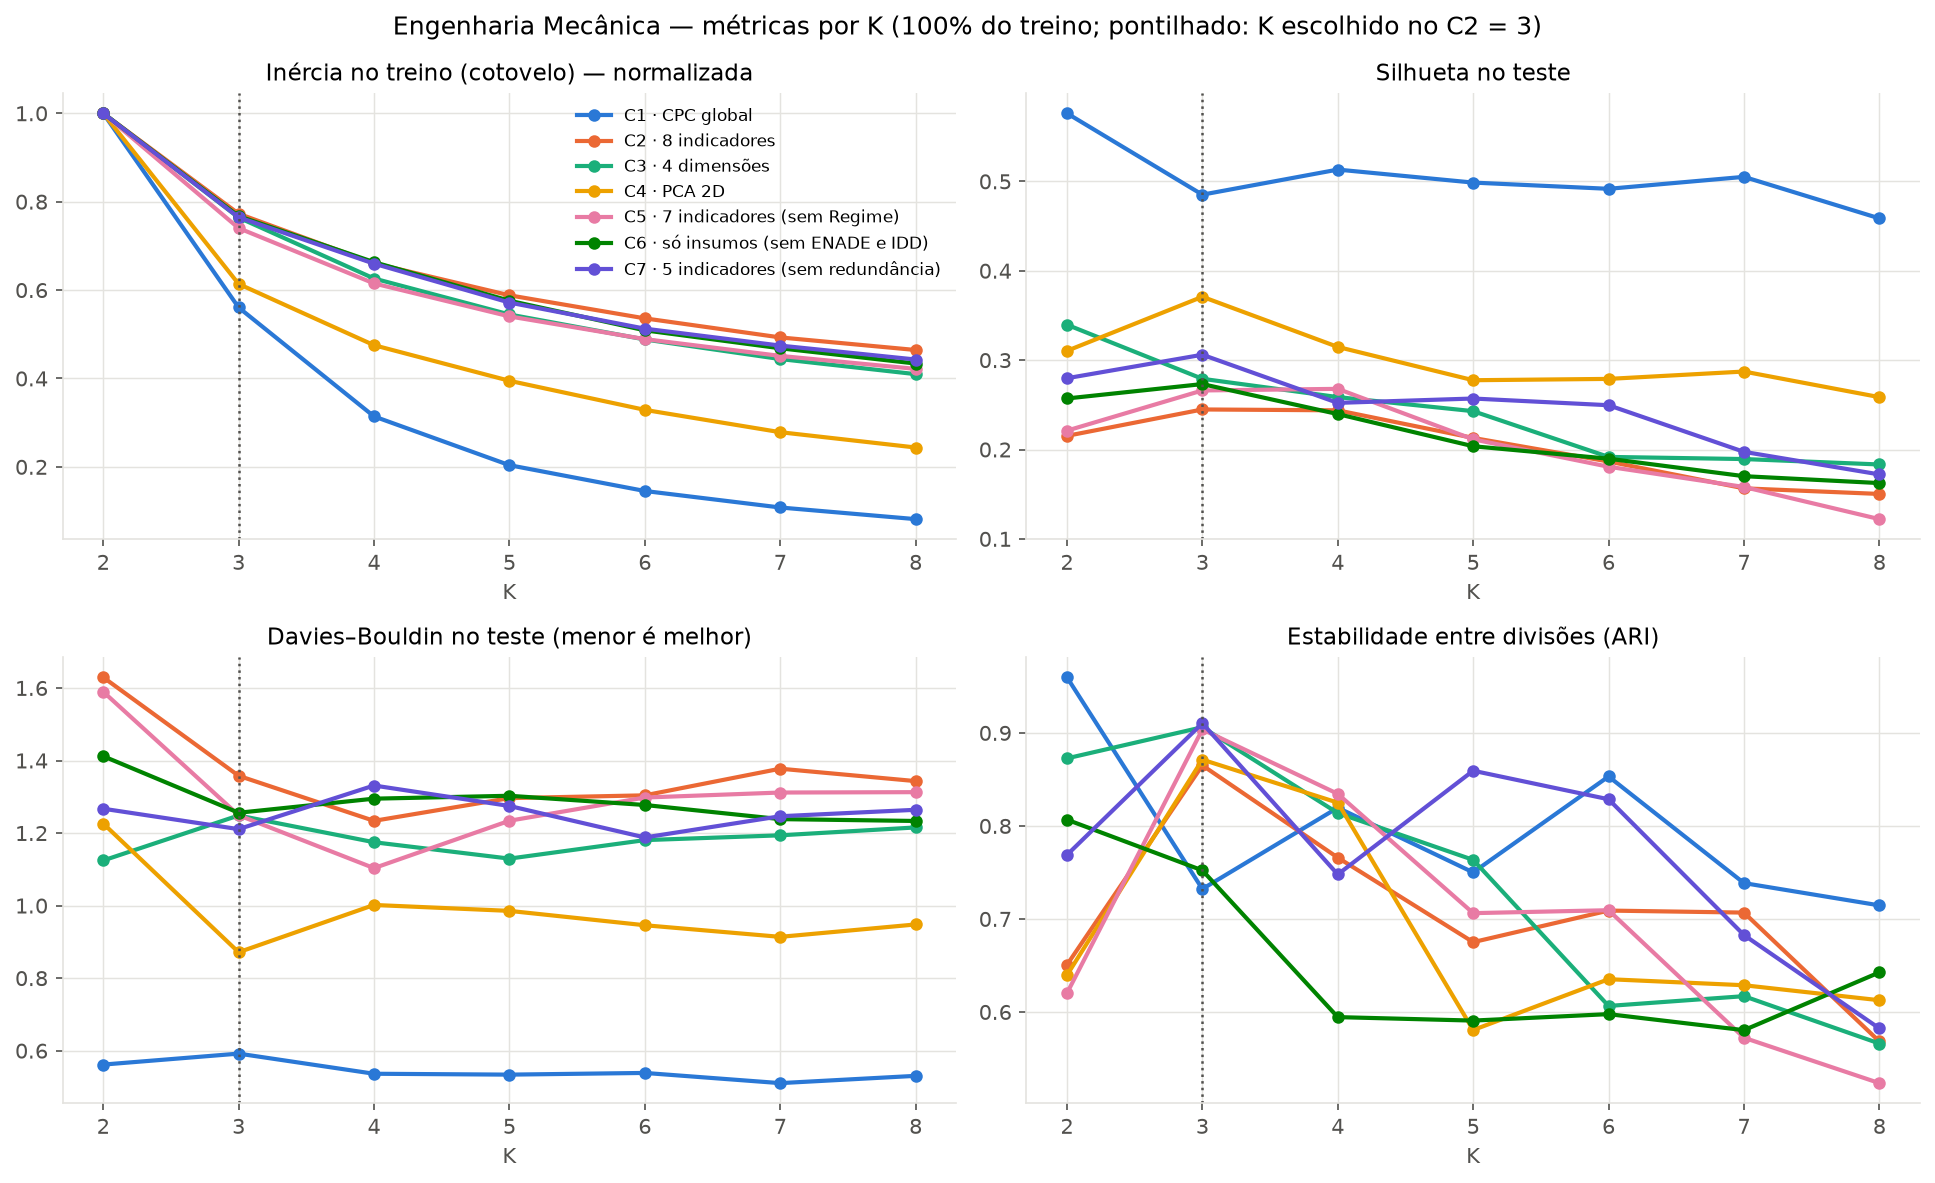 Engenharia Mecânica — métricas por K (100% do treino; pontilhado: K escolhido no C2 = 3)
Inércia no treino (cotovelo) — normalizada
1.0
0.8
0.6
0.4
0.2
C1 · CPC global
C2 · 8 indicadores
C3 · 4 dimensões
C4 · PCA 2D
C5 · 7 indicadores (sem Regime)
C6 · só insumos (sem ENADE e IDD)
C7 · 5 indicadores (sem redundância)
2 3 4 5 6 7 8
K
Silhueta no teste
0.5
0.4
0.3
0.2
0.1
2 3 4 5 6 7 8
K
Davies–Bouldin no teste (menor é melhor)
1.6
1.4
1.2
1.0
0.8
0.6
2 3 4 5 6 7 8
K
Estabilidade entre divisões (ARI)
0.9
0.8
0.7
0.6
2 3 4 5 6 7 8
K